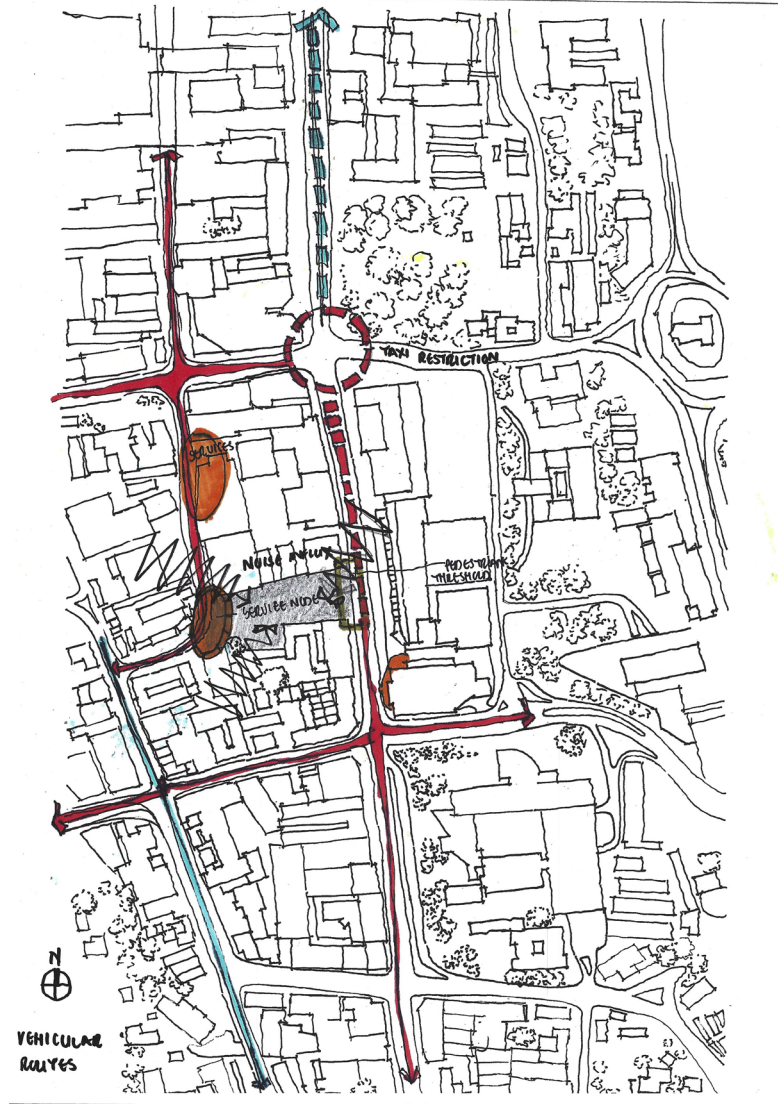 TAXI RESTRICTION
SERVICES
NOISE INFLUX
PEDESTRIAN
THRESHOLD
SERVICE NODE
N
VEHICULAR
ROUTES